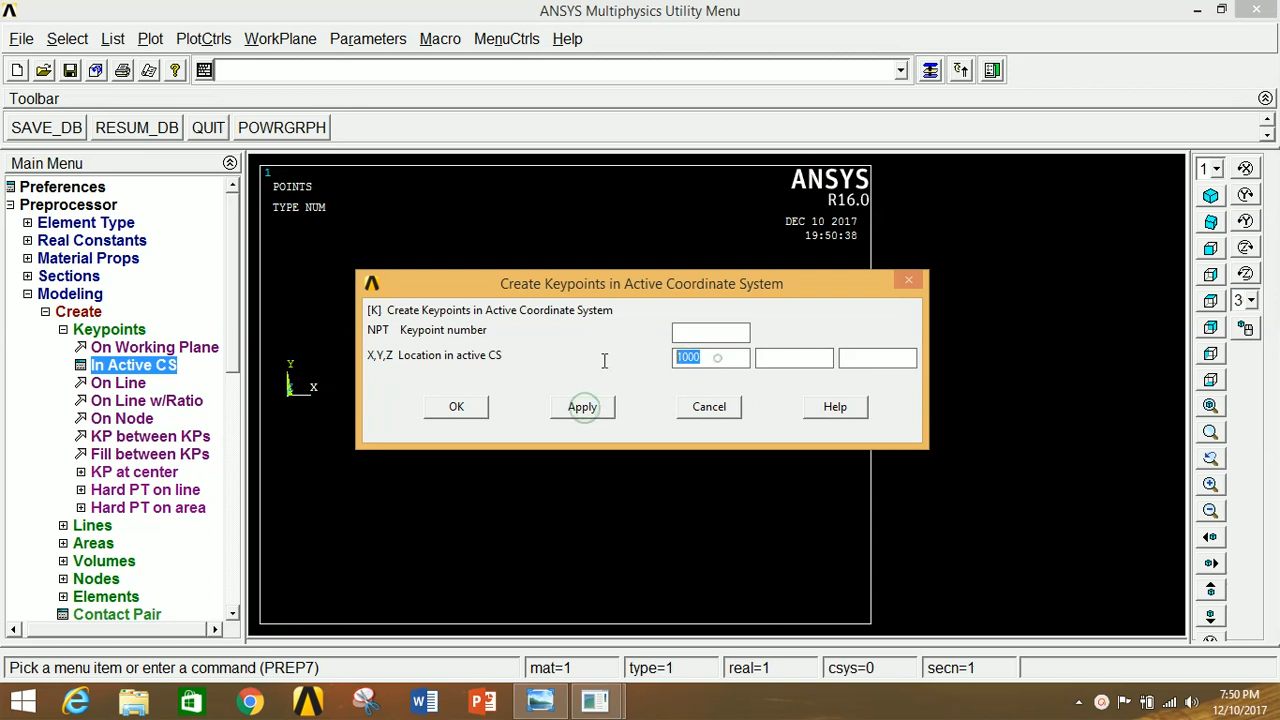 ANSYS Multiphysics Utility Menu
File Select List Plot PlotCtrls WorkPlane Parameters Macro MenuCtrls Help
Toolbar
SAVE_DB RESUM_DB QUIT POWRGRPH
Main Menu
Preferences
Preprocessor
Element Type
Real Constants
Material Props
Sections
Modeling
Create
Keypoints
On Working Plane
In Active CS
On Line
On Line w/Ratio
On Node
KP between KPs
Fill between KPs
KP at center
Hard PT on line
Hard PT on area
Lines
Areas
Volumes
Nodes
Elements
Contact Pair
1
POINTS
TYPE NUM
ANSYS
R16.0
DEC 10 2017
19:50:38
Y
X
Create Keypoints in Active Coordinate System
[K] Create Keypoints in Active Coordinate System
NPT Keypoint number
X,Y,Z Location in active CS 1000
OK Apply Cancel Help
1
3
Pick a menu item or enter a command (PREP7) mat=1 type=1 real=1 csys=0 secn=1
7:50 PM
12/10/2017